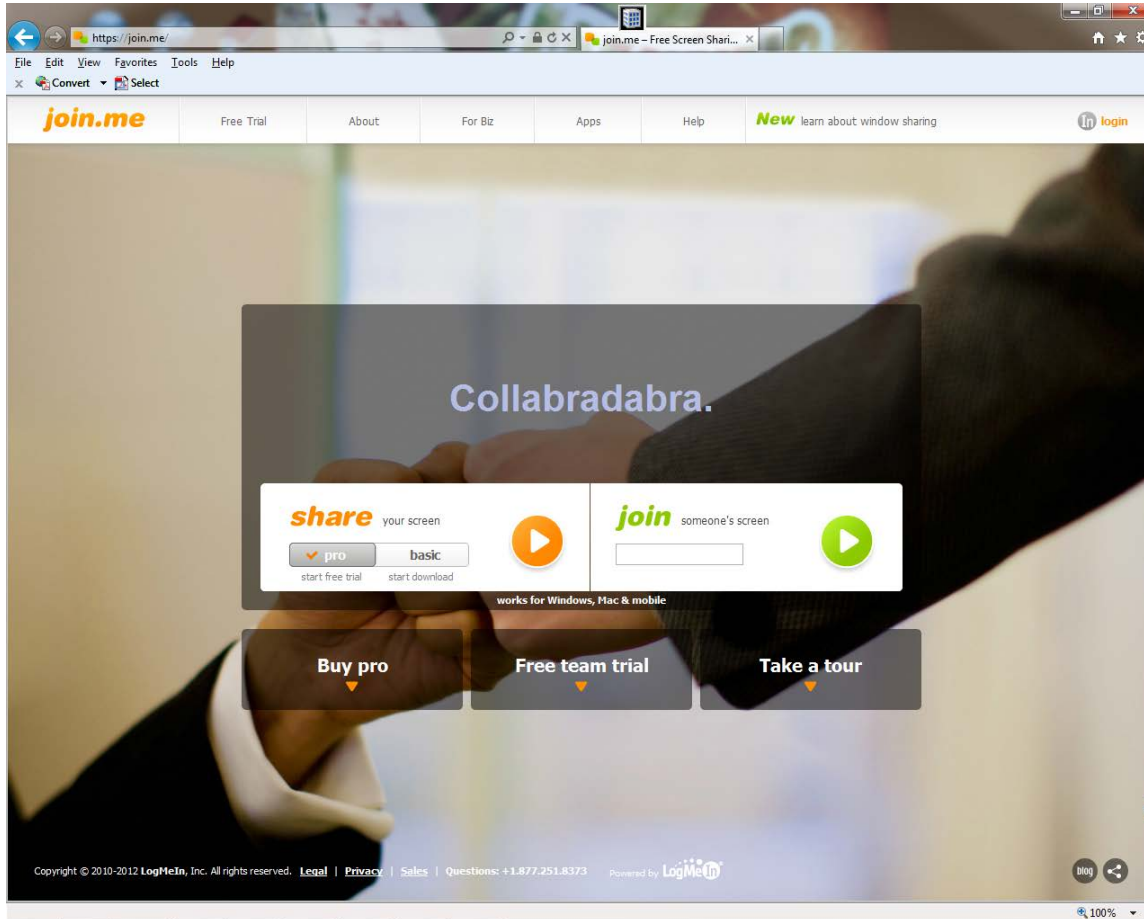 https://join.me/
join.me – Free Screen Shari...
File Edit View Favorites Tools Help
x Convert Select
join.me Free Trial About For Biz Apps Help New learn about window sharing In login
Collabradabra.
share your screen
pro basic
start free trial start download
join someone's screen
works for Windows, Mac & mobile
Buy pro Free team trial Take a tour
Copyright © 2010-2012 LogMeIn, Inc. All rights reserved. Legal | Privacy | Sales | Questions: +1.877.251.8373 Powered by LogMeIn blog
100%